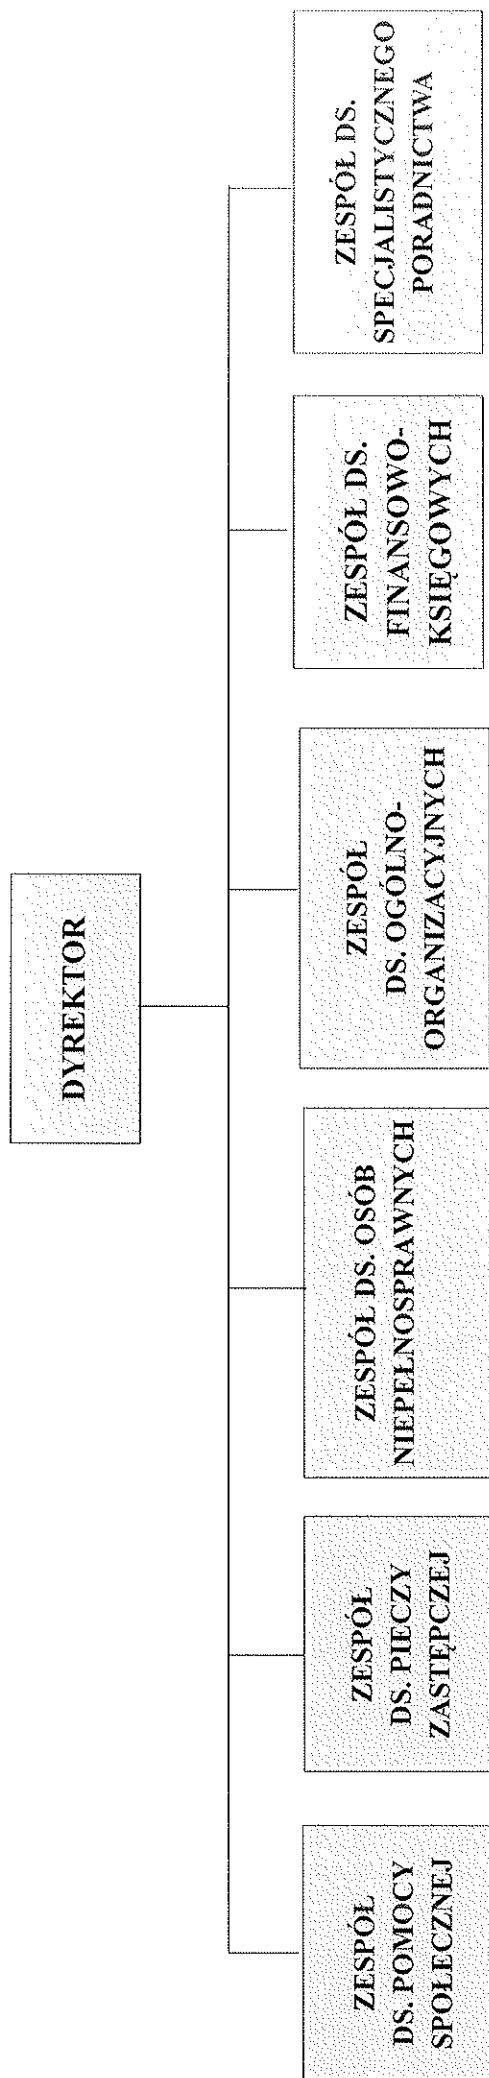 DYREKTOR
ZESPÓŁ
DS. POMOCY
SPOŁECZNEJ
ZESPÓŁ
DS. PIECZY
ZASTĘPCZEJ
ZESPÓŁ DS. OSÓB
NIEPEŁNOSPRAWNYCH
ZESPÓŁ
DS. OGÓLNO-
ORGANIZACYJNYCH
ZESPÓŁ DS.
FINANSOWO-
KSIĘGOWYCH
ZESPÓŁ DS.
SPECJALISTYCZNEGO
PORADNICTWA